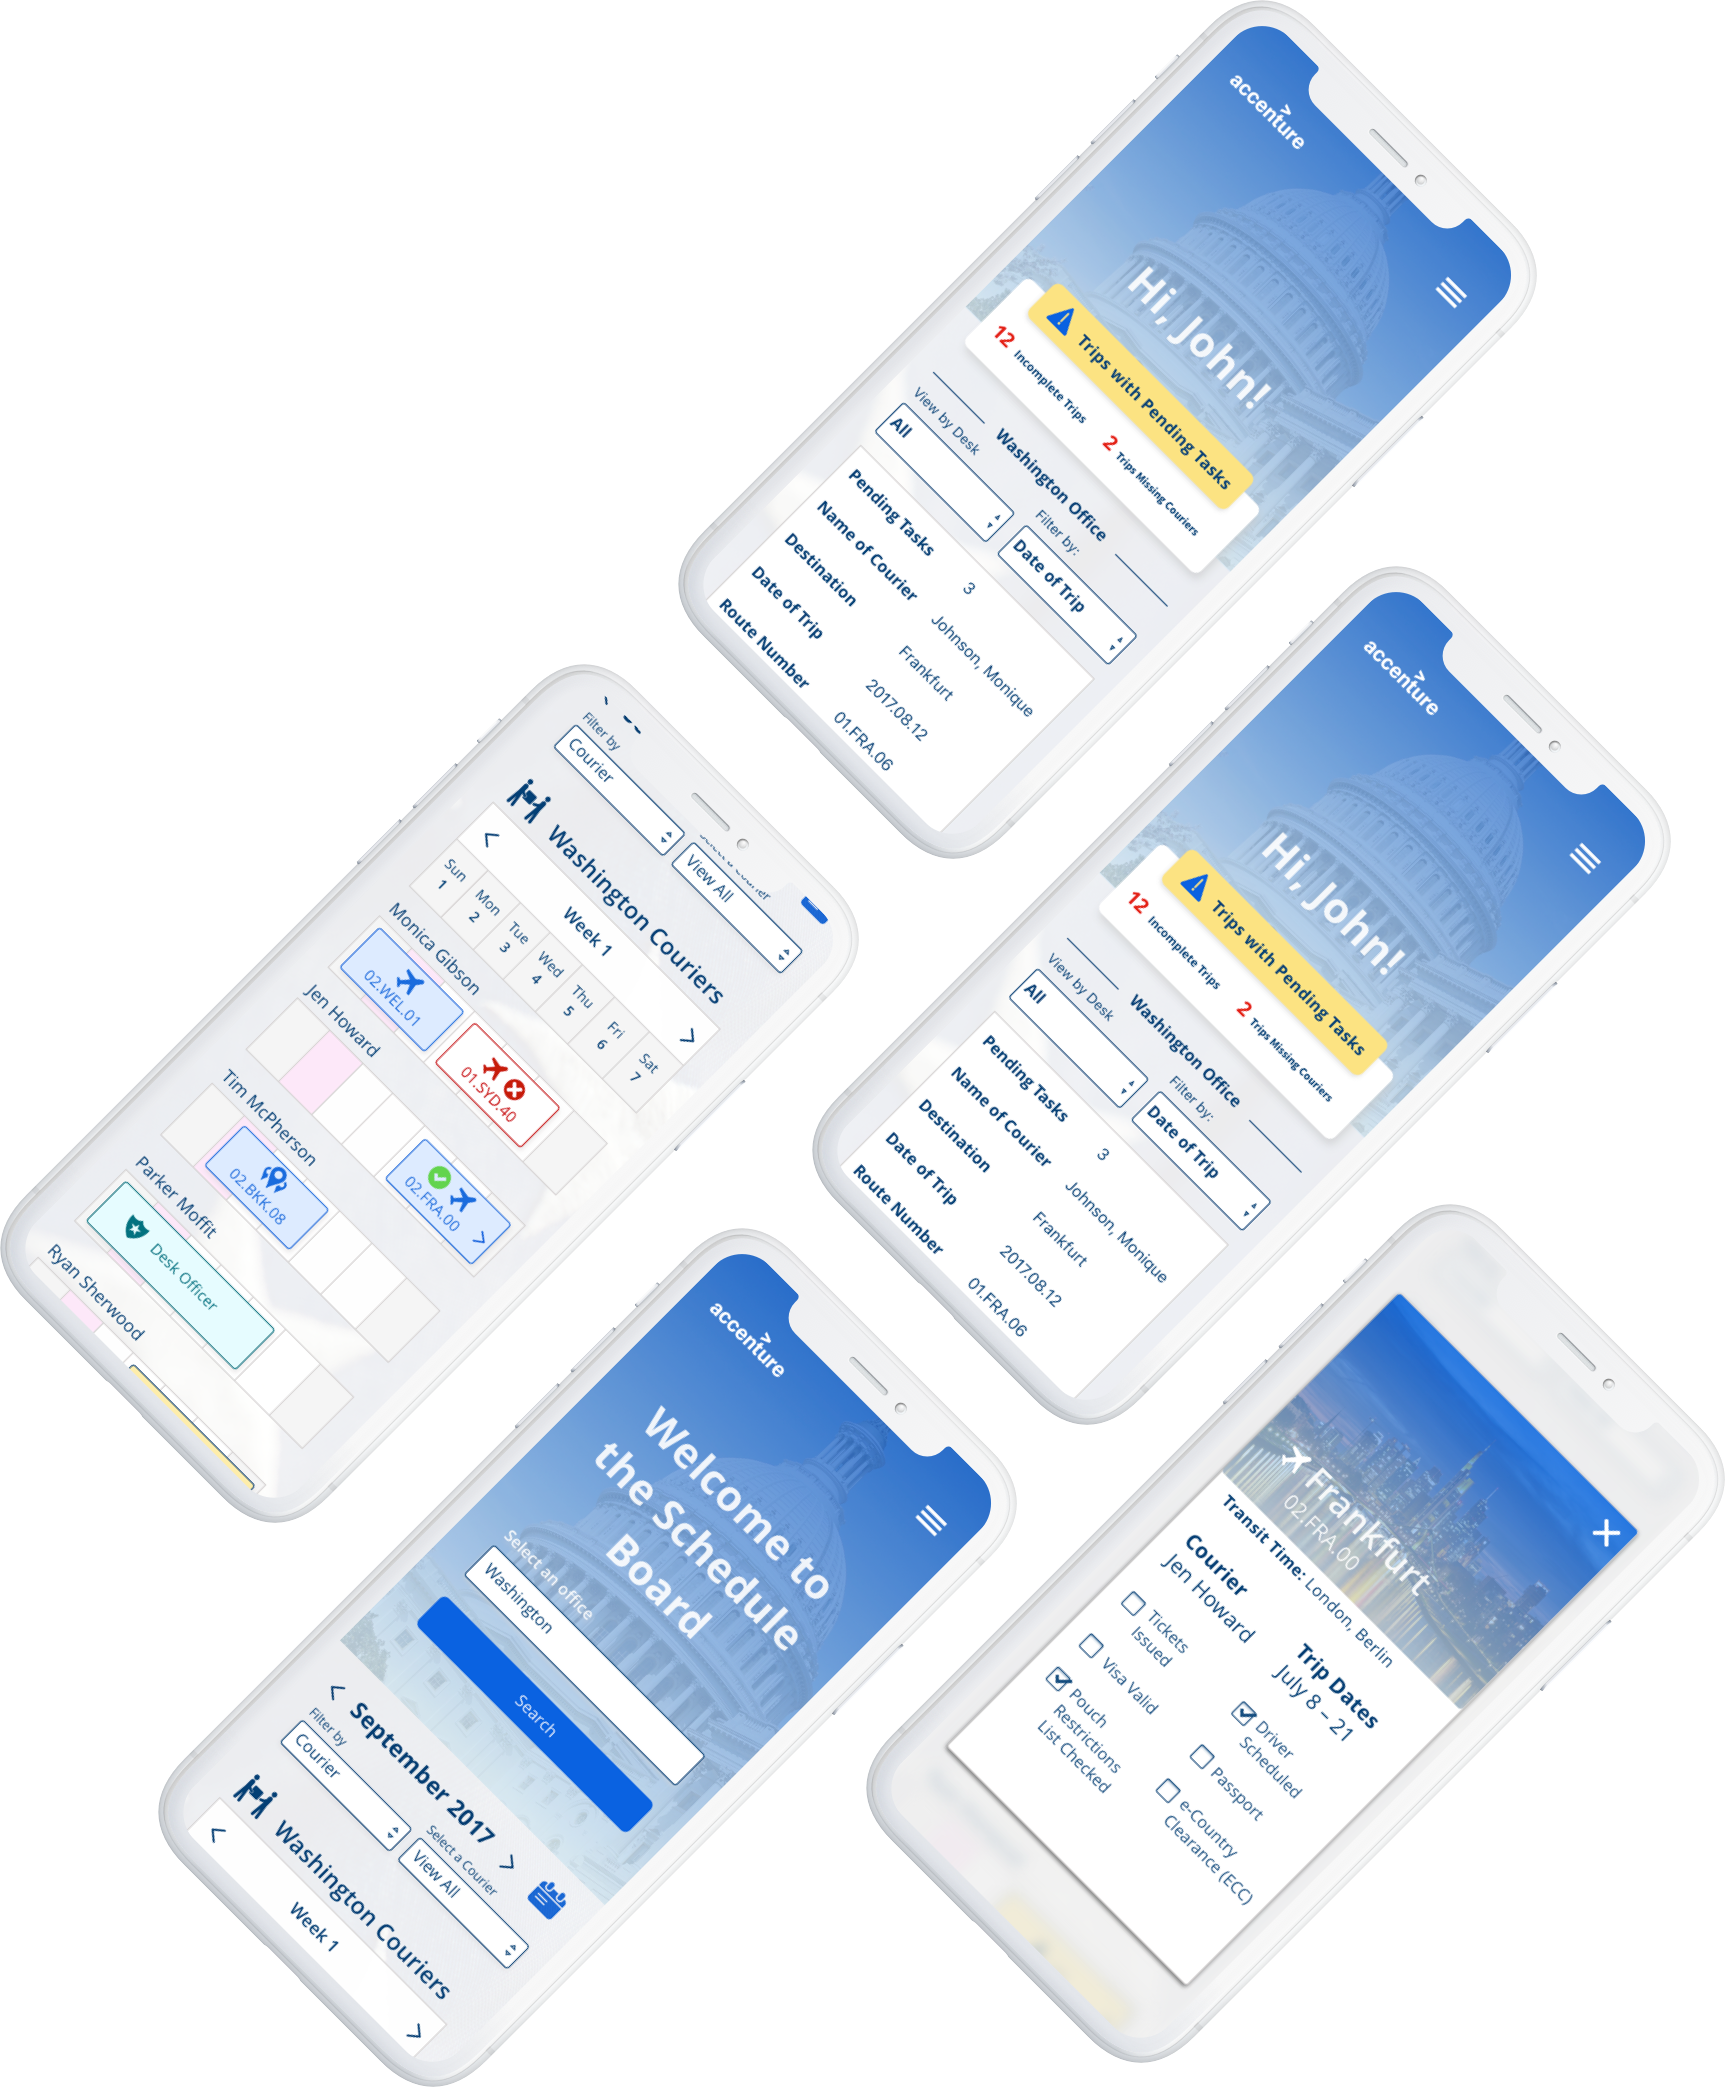 accenture
Hi, John!
Trips with Pending Tasks
12 Incomplete Trips
2 Trips Missing Couriers
Washington Office
View by Desk
All
Filter by:
Date of Trip
Pending Tasks 3
Name of Courier Johnson, Monique
Destination Frankfurt
Date of Trip 2017.08.12
Route Number 01.FRA.06
accenture
Hi, John!
Trips with Pending Tasks
12 Incomplete Trips
2 Trips Missing Couriers
Washington Office
View by Desk
All
Filter by:
Date of Trip
Pending Tasks 3
Name of Courier Johnson, Monique
Destination Frankfurt
Date of Trip 2017.08.12
Route Number 01.FRA.06
Filter by
Courier
View All
Washington Couriers
Week 1
Sun Mon Tue Wed Thu Fri Sat
1 2 3 4 5 6 7
Monica Gibson
02.WEL.01
01.SYD.40
Jen Howard
02.FRA.00
Tim McPherson
02.BKK.08
Parker Moffit
Desk Officer
Ryan Sherwood
accenture
Welcome to
the Schedule
Board
Select an office
Washington
Search
September 2017
Filter by
Courier
Select a Courier
View All
Washington Couriers
Week 1
Frankfurt
02.FRA.00
Transit Time: London, Berlin
Courier
Jen Howard
Trip Dates
July 8 – 21
Tickets
Issued
Visa Valid
Pouch
Restrictions
List Checked
Driver
Scheduled
Passport
e-Country
Clearance (ECC)